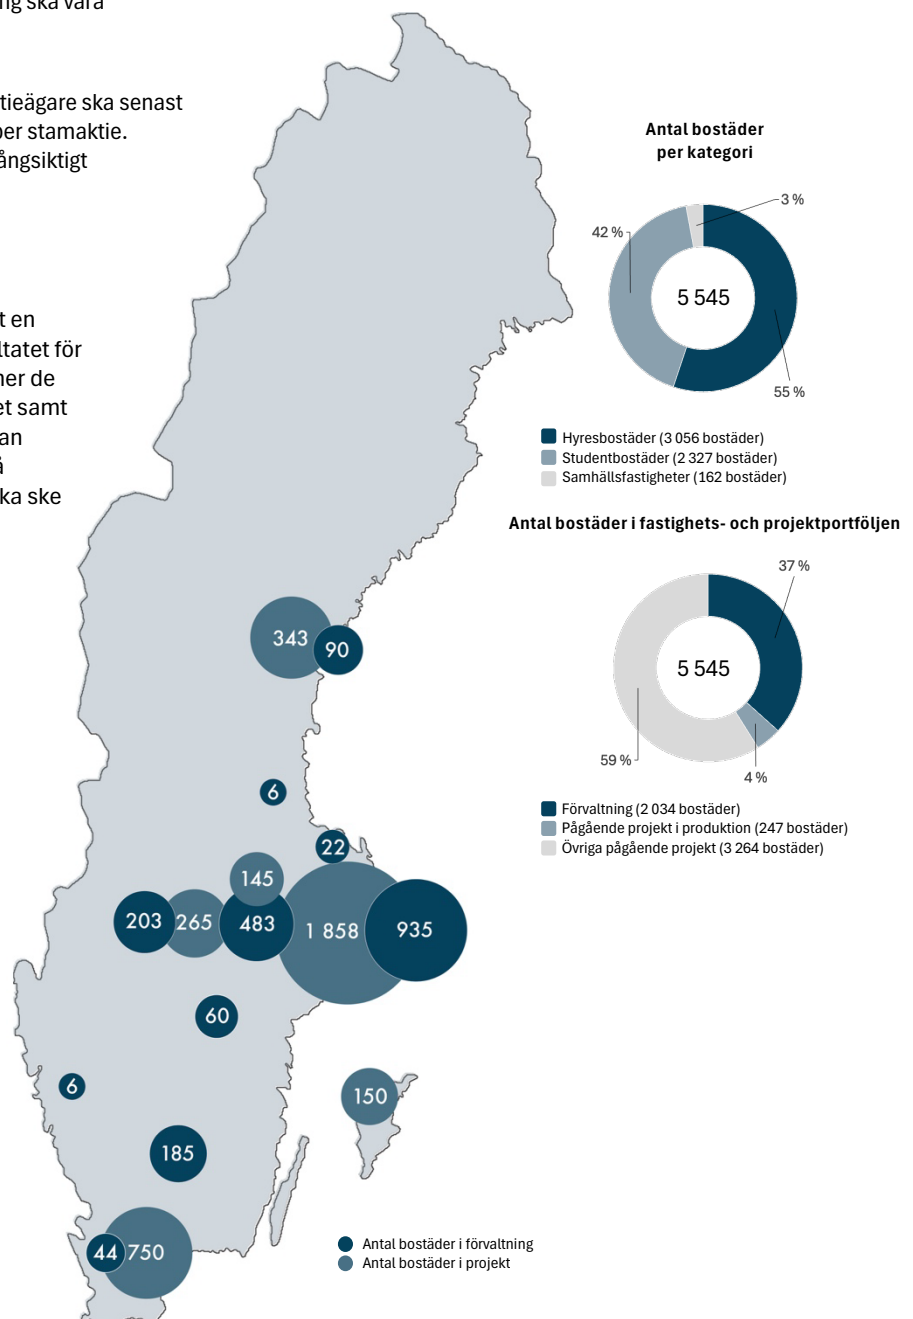 ng ska vara
tieägare ska senast
per stamaktie.
ångsiktigt
t en
ltatet för
ner de
et samt
an
å
ka ske
Antal bostäder
per kategori
3 %
42 %
5 545
55 %
Hyresbostäder (3 056 bostäder)
Studentbostäder (2 327 bostäder)
Samhällsfastigheter (162 bostäder)
Antal bostäder i fastighets- och projektportföljen
37 %
5 545
59 %
4 %
Förvaltning (2 034 bostäder)
Pågående projekt i produktion (247 bostäder)
Övriga pågående projekt (3 264 bostäder)
343
90
6
22
145
203
265
483
1 858
935
60
6
150
185
44
750
Antal bostäder i förvaltning
Antal bostäder i projekt